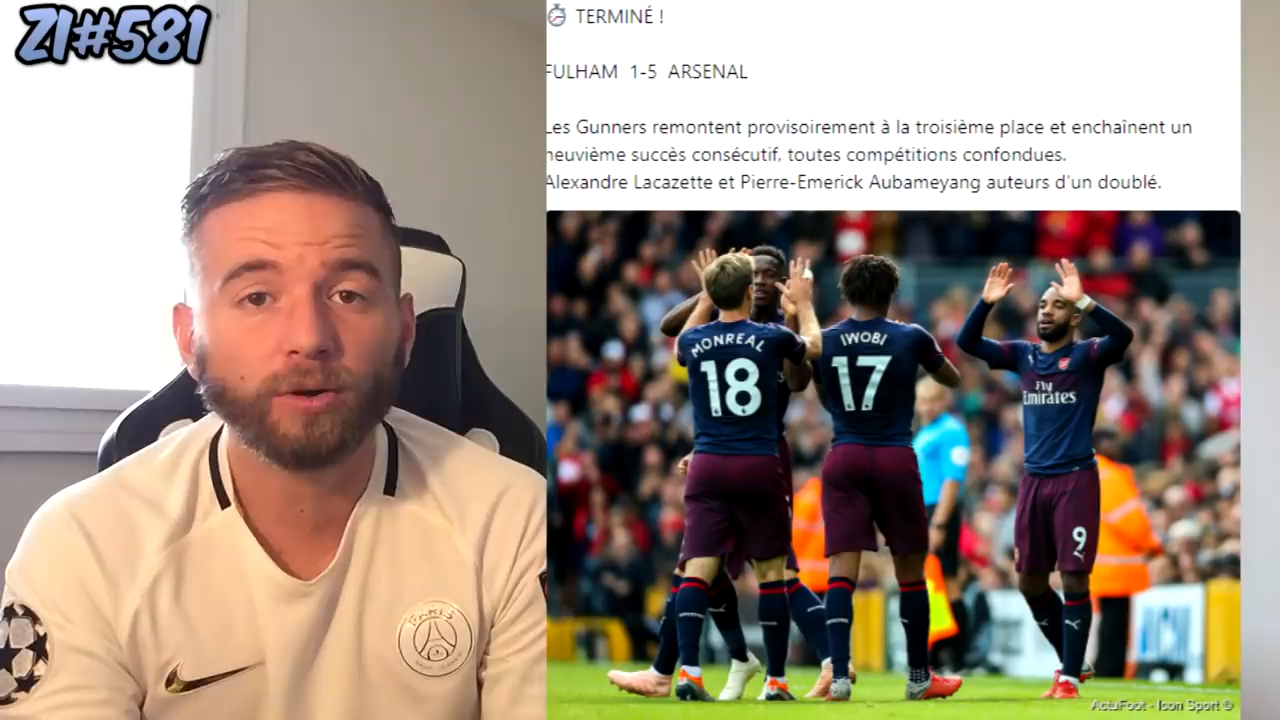 ZI#581
TERMINÉ !
FULHAM 1-5 ARSENAL
Les Gunners remontent provisoirement à la troisième place et enchaînent un
neuvième succès consécutif, toutes compétitions confondues.
Alexandre Lacazette et Pierre-Emerick Aubameyang auteurs d'un doublé.
MONREAL
18
IWOBI
17
Fly
Emirates
9
PARIS
ActuFoot - Icon Sport ©